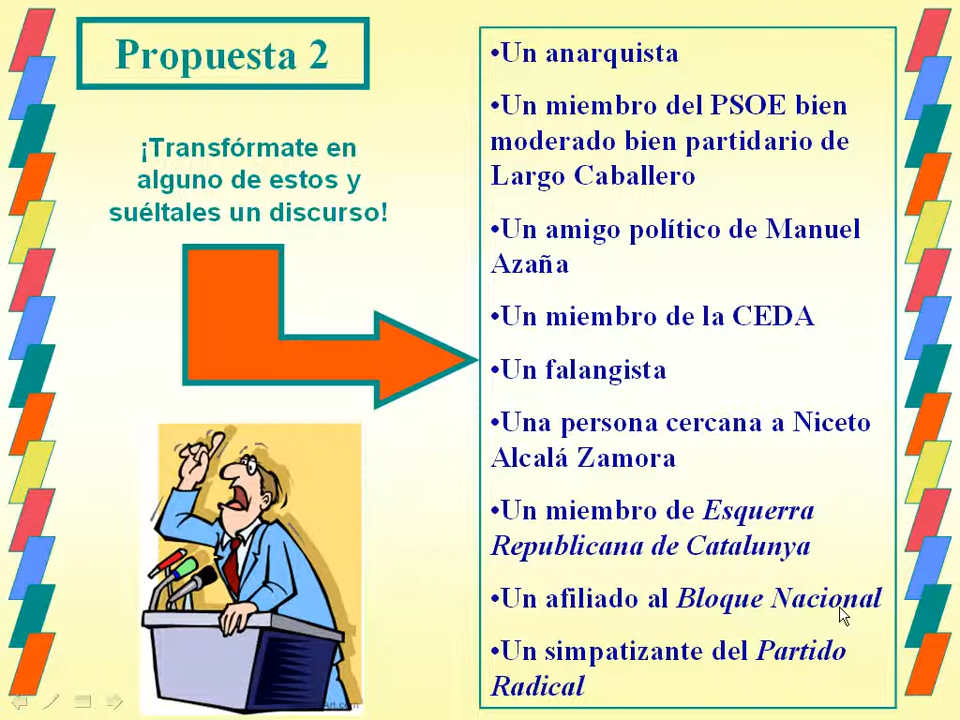 Propuesta 2
¡Transfórmate en
alguno de estos y
suéltales un discurso!
•Un anarquista
•Un miembro del PSOE bien
moderado bien partidario de
Largo Caballero
•Un amigo político de Manuel
Azaña
•Un miembro de la CEDA
•Un falangista
•Una persona cercana a Niceto
Alcalá Zamora
•Un miembro de Esquerra
Republicana de Catalunya
•Un afiliado al Bloque Nacional
•Un simpatizante del Partido
Radical